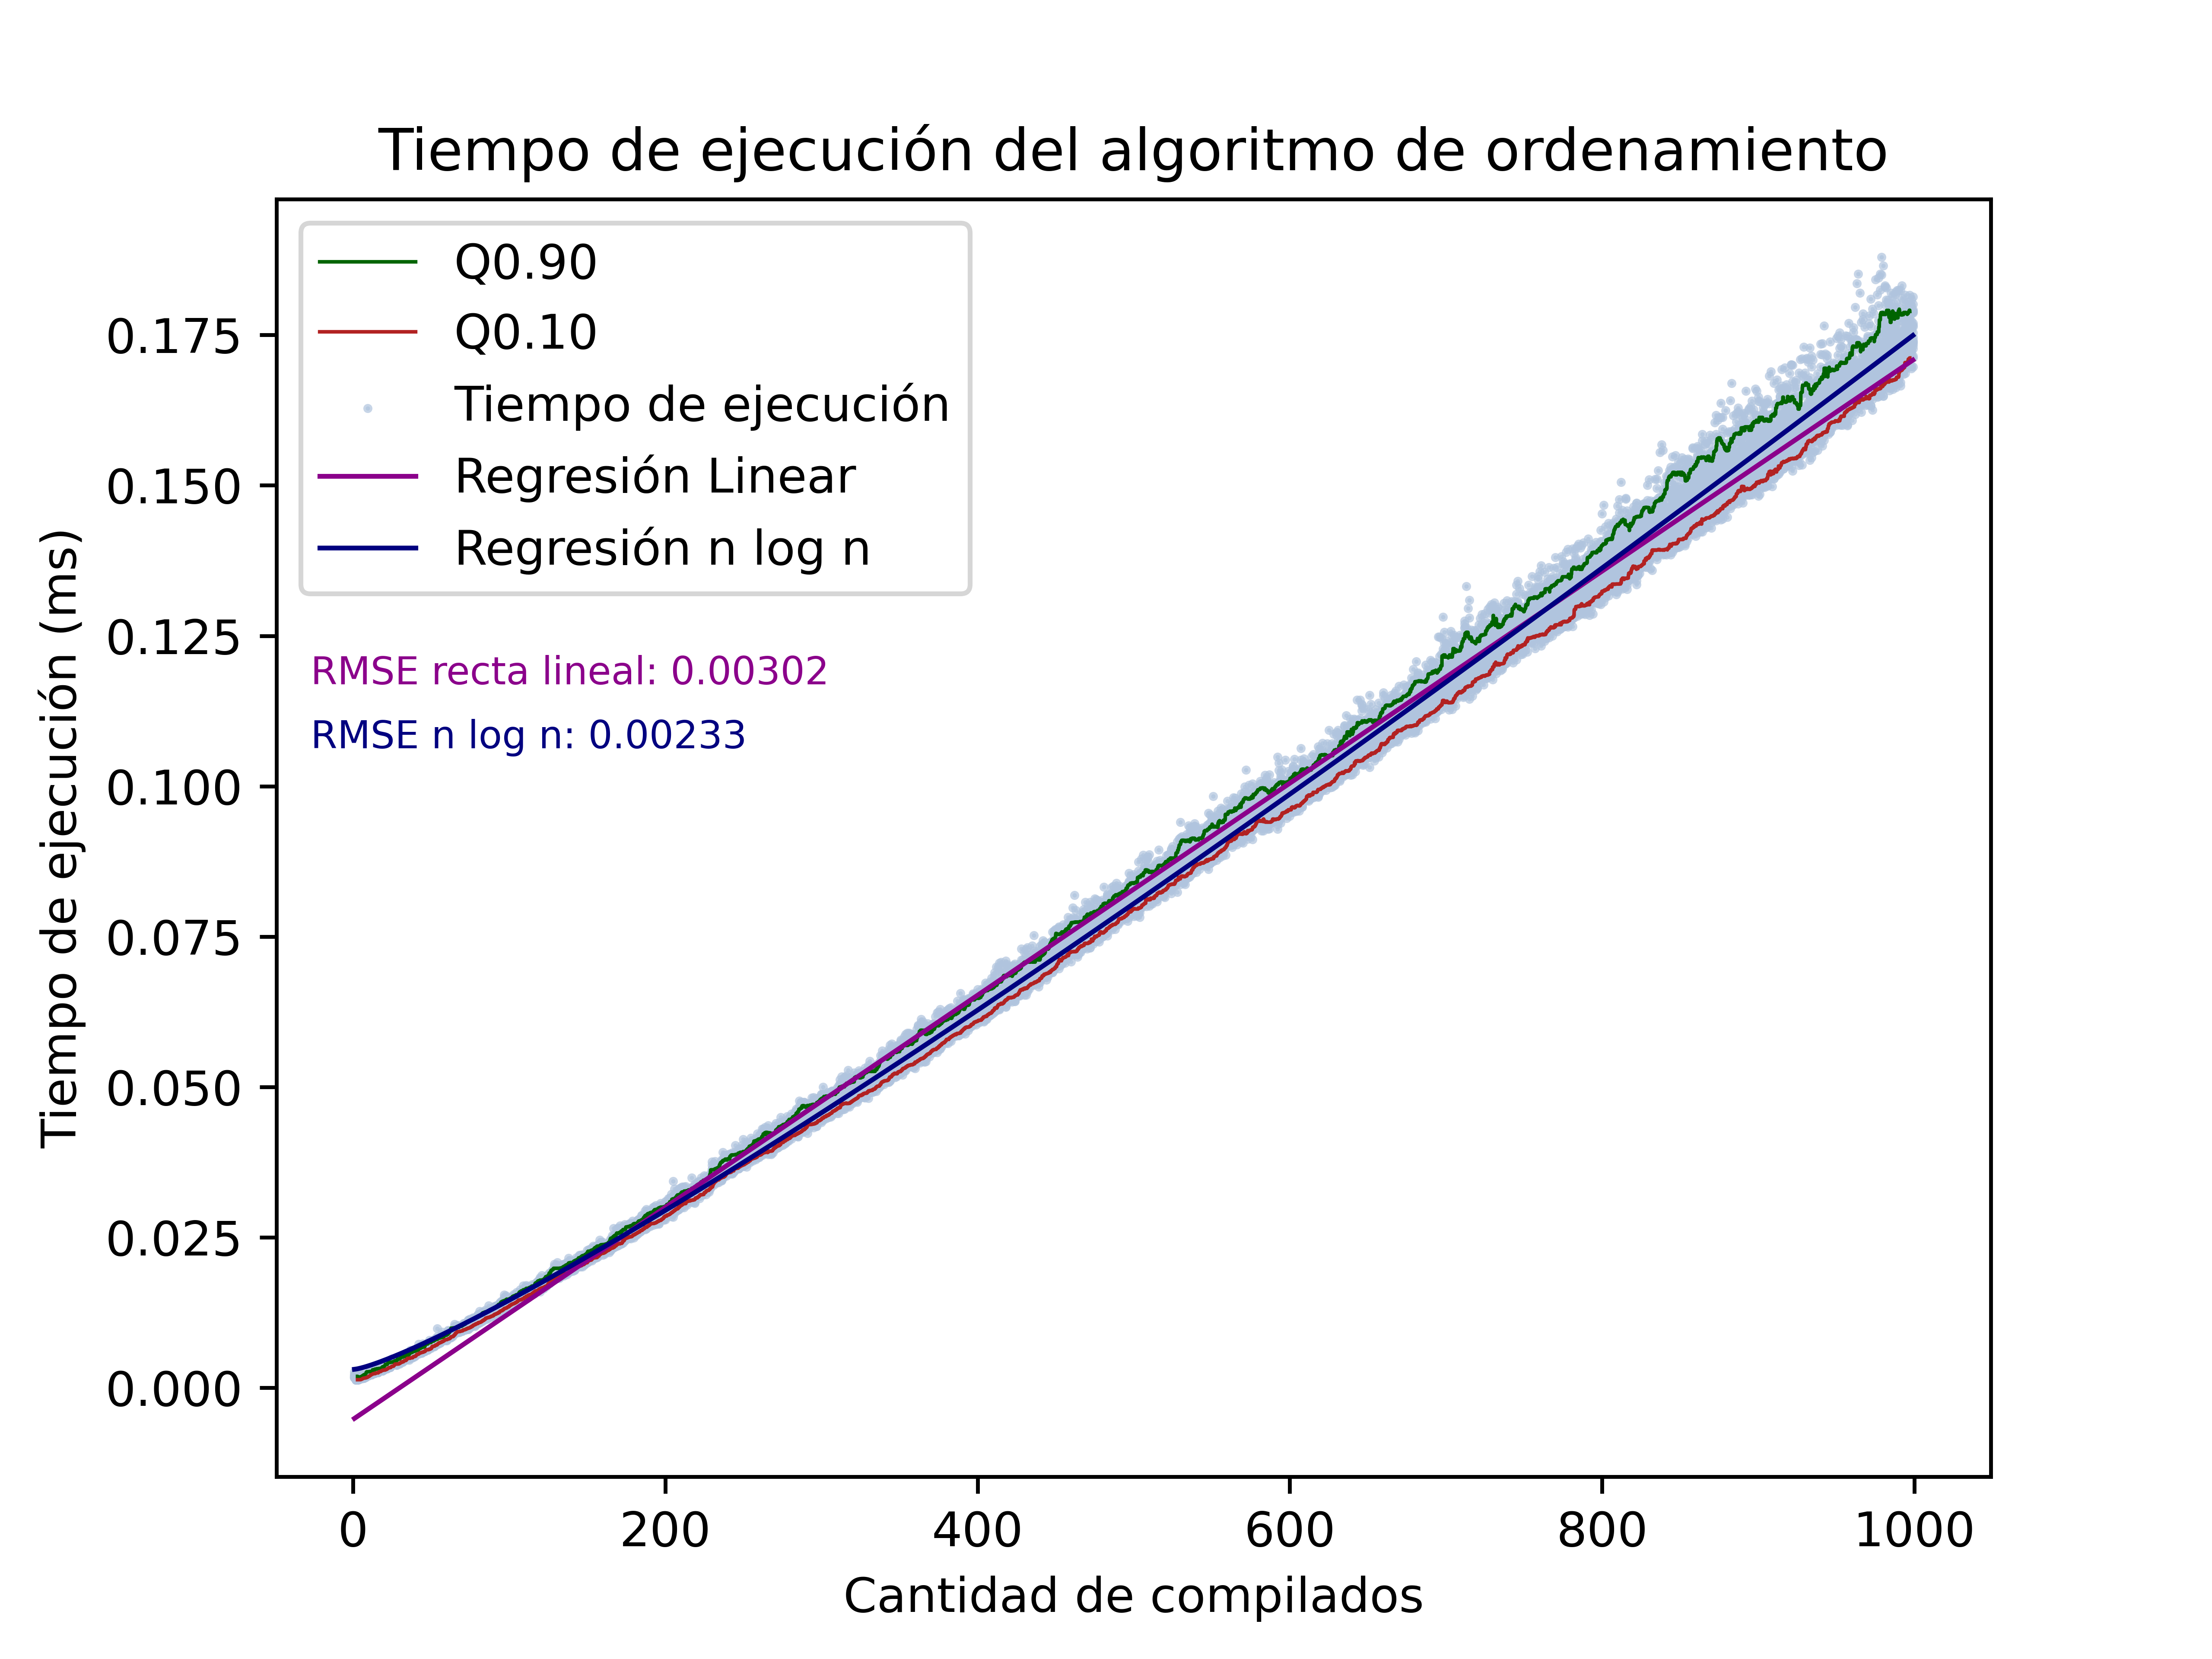 Tiempo de ejecución del algoritmo de ordenamiento
Q0.90
Q0.10
Tiempo de ejecución
Regresión Linear
Regresión n log n
RMSE recta lineal: 0.00302
RMSE n log n: 0.00233
Tiempo de ejecución (ms)
0.175
0.150
0.125
0.100
0.075
0.050
0.025
0.000
0 200 400 600 800 1000
Cantidad de compilados